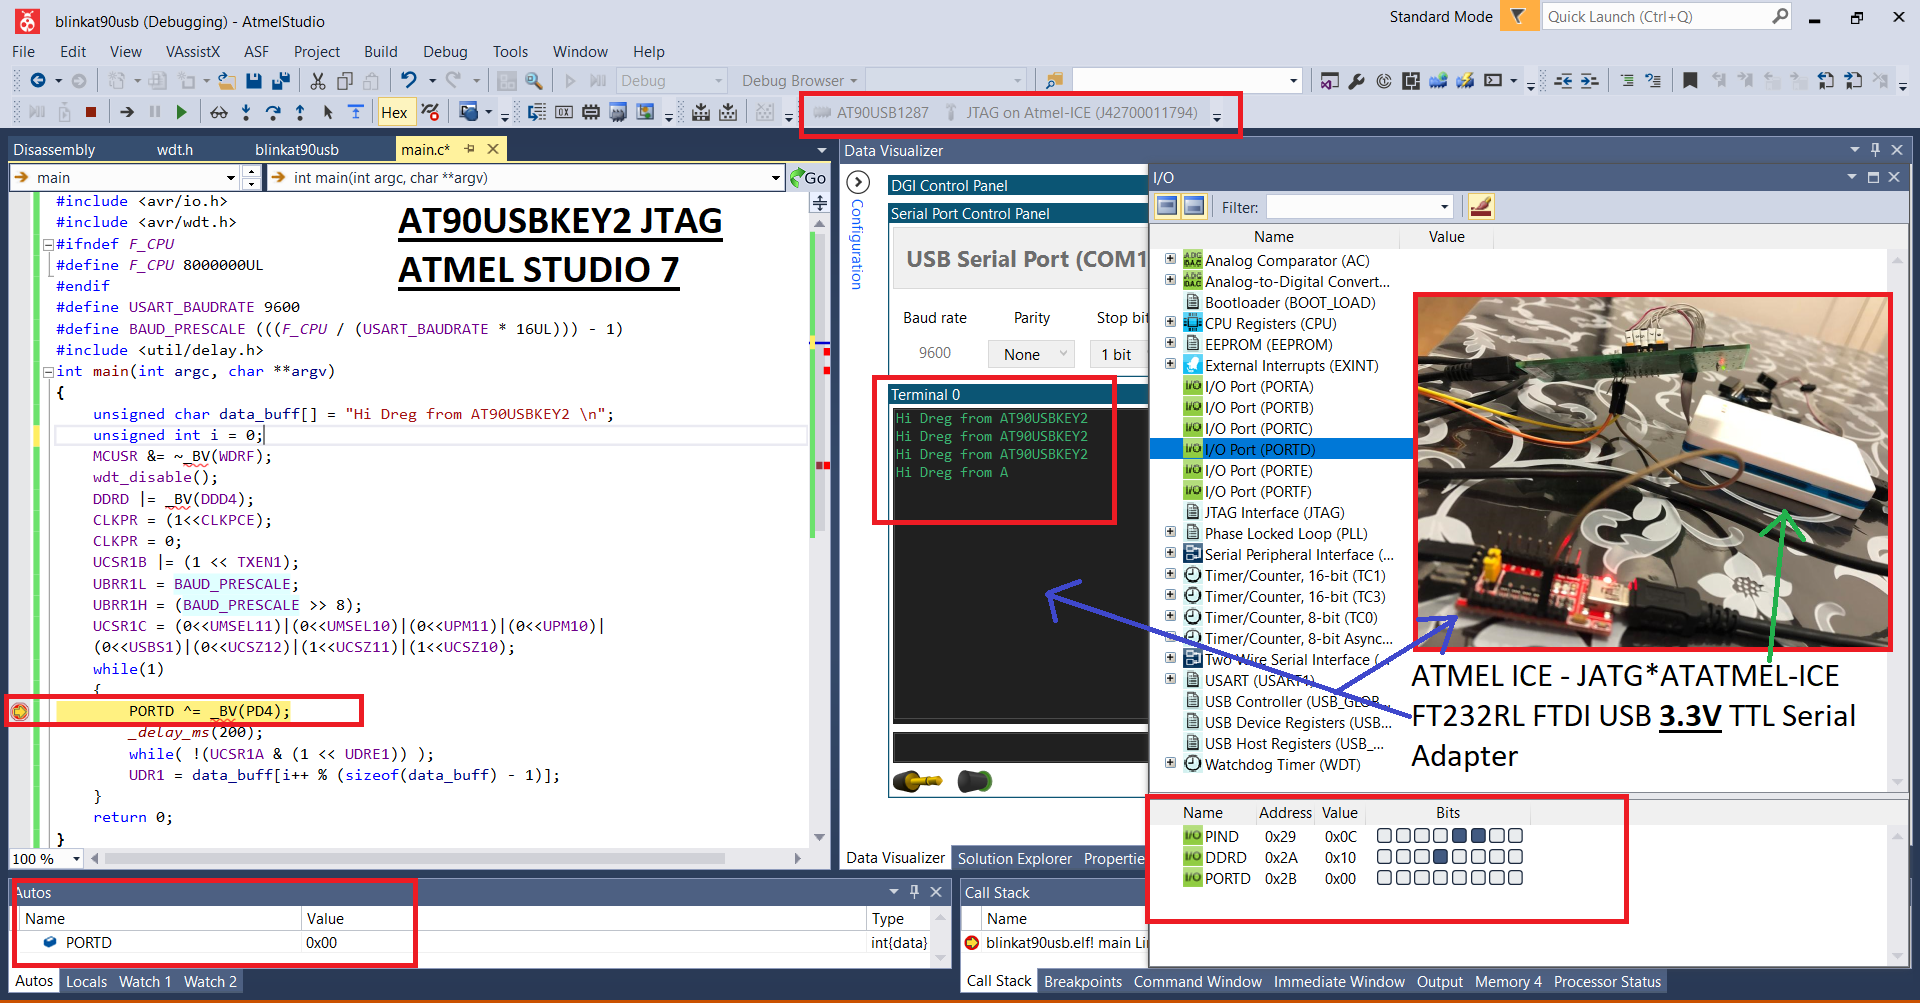 blinkat90usb (Debugging) - AtmelStudio
Standard Mode
Quick Launch (Ctrl+Q)
File Edit View VAssistX ASF Project Build Debug Tools Window Help
Debug
Debug Browser
Hex
AT90USB1287
JTAG on Atmel-ICE (J42700011794)
Disassembly wdt.h blinkat90usb main.c*
main
int main(int argc, char **argv)
Go
#include <avr/io.h>
#include <avr/wdt.h>
#ifndef F_CPU
#define F_CPU 8000000UL
#endif
#define USART_BAUDRATE 9600
#define BAUD_PRESCALE (((F_CPU / (USART_BAUDRATE * 16UL))) - 1)
#include <util/delay.h>
int main(int argc, char **argv)
{
unsigned char data_buff[] = "Hi Dreg from AT90USBKEY2 \n";
unsigned int i = 0;
MCUSR &= ~_BV(WDRF);
wdt_disable();
DDRD |= _BV(DDD4);
CLKPR = (1<<CLKPCE);
CLKPR = 0;
UCSR1B |= (1 << TXEN1);
UBRR1L = BAUD_PRESCALE;
UBRR1H = (BAUD_PRESCALE >> 8);
UCSR1C = (0<<UMSEL11)|(0<<UMSEL10)|(0<<UPM11)|(0<<UPM10)|
(0<<USBS1)|(0<<UCSZ12)|(1<<UCSZ11)|(1<<UCSZ10);
while(1)
{
PORTD ^= _BV(PD4);
_delay_ms(200);
while( !(UCSR1A & (1 << UDRE1)) );
UDR1 = data_buff[i++ % (sizeof(data_buff) - 1)];
}
return 0;
}
AT90USBKEY2 JTAG
ATMEL STUDIO 7
100 %
Data Visualizer
Configuration
DGI Control Panel
Serial Port Control Panel
USB Serial Port (COM1
Baud rate Parity Stop bit
9600 None 1 bit
Terminal 0
Hi Dreg from AT90USBKEY2
Hi Dreg from AT90USBKEY2
Hi Dreg from AT90USBKEY2
Hi Dreg from A
Data Visualizer Solution Explorer Propertie
I/O
Filter:
Name Value
Analog Comparator (AC)
Analog-to-Digital Convert...
Bootloader (BOOT_LOAD)
CPU Registers (CPU)
EEPROM (EEPROM)
External Interrupts (EXINT)
I/O Port (PORTA)
I/O Port (PORTB)
I/O Port (PORTC)
I/O Port (PORTD)
I/O Port (PORTE)
I/O Port (PORTF)
JTAG Interface (JTAG)
Phase Locked Loop (PLL)
Serial Peripheral Interface (...
Timer/Counter, 16-bit (TC1)
Timer/Counter, 16-bit (TC3)
Timer/Counter, 8-bit (TC0)
Timer/Counter, 8-bit Async...
Two Wire Serial Interface (...
USART (USART1)
USB Controller (USB_GLOB...
USB Device Registers (USB...
USB Host Registers (USB_...
Watchdog Timer (WDT)
ATMEL ICE - JATG*ATATMEL-ICE
FT232RL FTDI USB 3.3V TTL Serial
Adapter
Name Address Value Bits
I/O PIND 0x29 0x0C
I/O DDRD 0x2A 0x10
I/O PORTD 0x2B 0x00
Autos
Name Value Type
PORTD 0x00 int{data}
Autos Locals Watch 1 Watch 2
Call Stack
Name
blinkat90usb.elf! main Li
Call Stack Breakpoints Command Window Immediate Window Output Memory 4 Processor Status